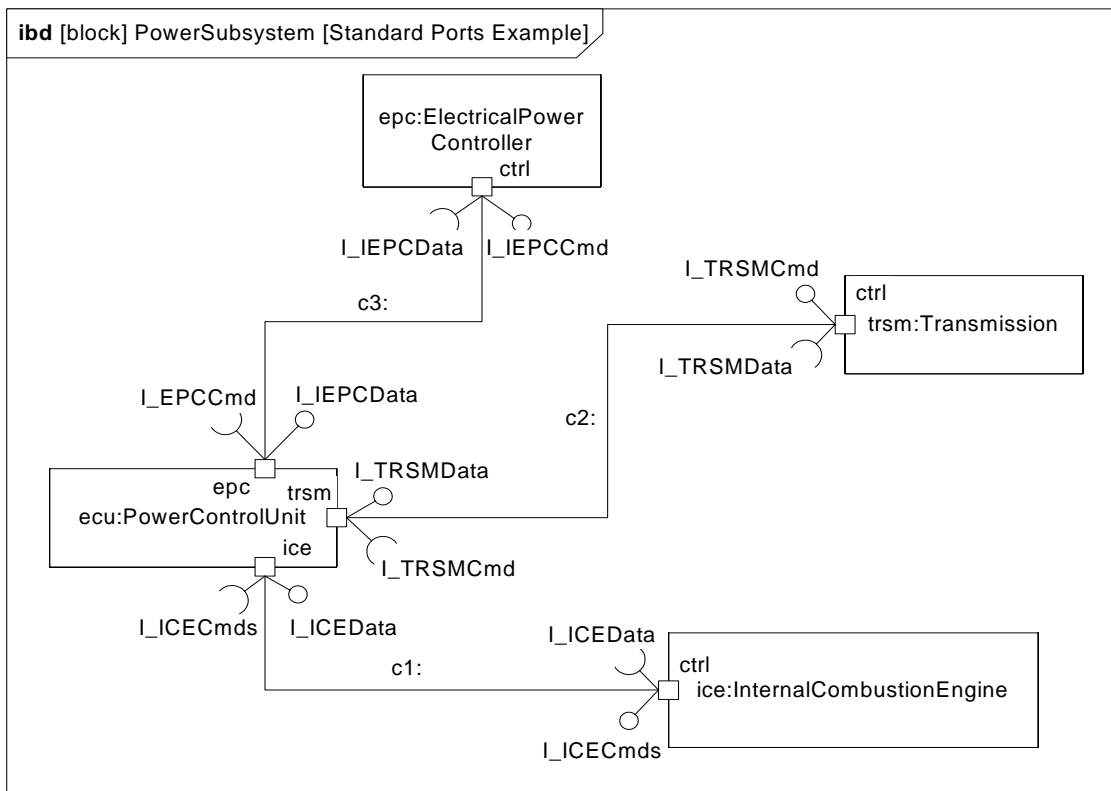 ibd [block] PowerSubsystem [Standard Ports Example]
epc:ElectricalPower
Controller
ctrl
I_IEPCData
I_IEPCCmd
I_TRSMCmd
ctrl
c3:
trsm:Transmission
I_TRSMData
I_EPCCmd
I_IEPCData
c2:
I_TRSMData
epc
trsm
ecu:PowerControlUnit
ice
I_TRSMCmd
I_ICECmds
I_ICEData
I_ICEData
c1:
ctrl
ice:InternalCombustionEngine
I_ICECmds